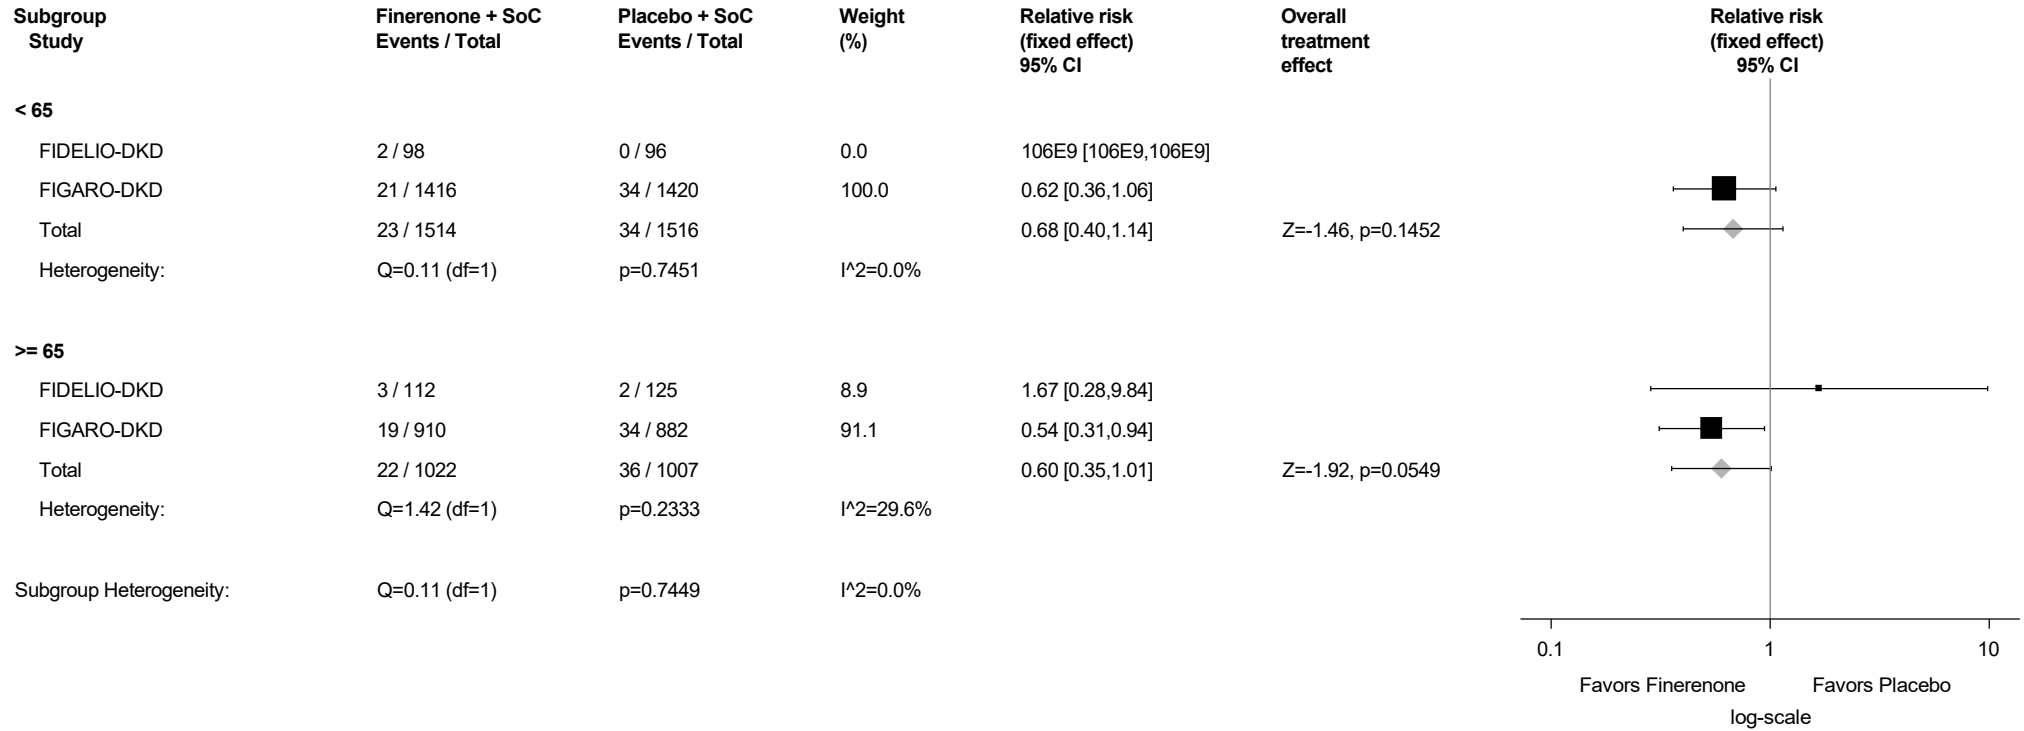 Subgroup Finerenone + SoC Placebo + SoC Weight Relative risk Overall Relative risk
Study Events / Total Events / Total (%) (fixed effect) treatment (fixed effect)
95% CI effect 95% CI
< 65
FIDELIO-DKD 2 / 98 0 / 96 0.0 106E9 [106E9,106E9]
FIGARO-DKD 21 / 1416 34 / 1420 100.0 0.62 [0.36,1.06]
Total 23 / 1514 34 / 1516 0.68 [0.40,1.14] Z=-1.46, p=0.1452
Heterogeneity: Q=0.11 (df=1) p=0.7451 I^2=0.0%
>= 65
FIDELIO-DKD 3 / 112 2 / 125 8.9 1.67 [0.28,9.84]
FIGARO-DKD 19 / 910 34 / 882 91.1 0.54 [0.31,0.94]
Total 22 / 1022 36 / 1007 0.60 [0.35,1.01] Z=-1.92, p=0.0549
Heterogeneity: Q=1.42 (df=1) p=0.2333 I^2=29.6%
Subgroup Heterogeneity: Q=0.11 (df=1) p=0.7449 I^2=0.0%
0.1 1 10
Favors Finerenone Favors Placebo
log-scale